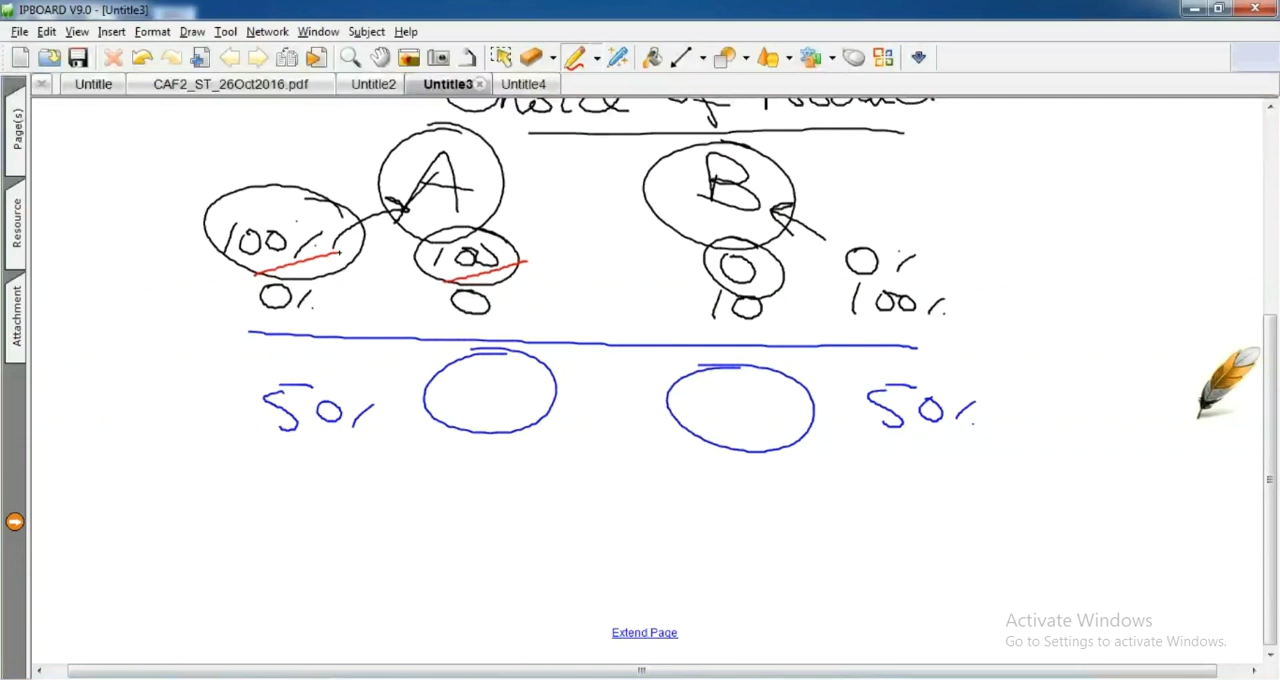 IPBOARD V9.0 - [Untitle3]
File Edit View Insert Format Draw Tool Network Window Subject Help
Untitle CAF2_ST_26Oct2016.pdf Untitle2 Untitle3 Untitle4
Page(s)
Resource
Attachment
Choice of
A B
100% 100 0 0%
0% 0 10 100%
50% 50%
Extend Page
Activate Windows
Go to Settings to activate Windows.